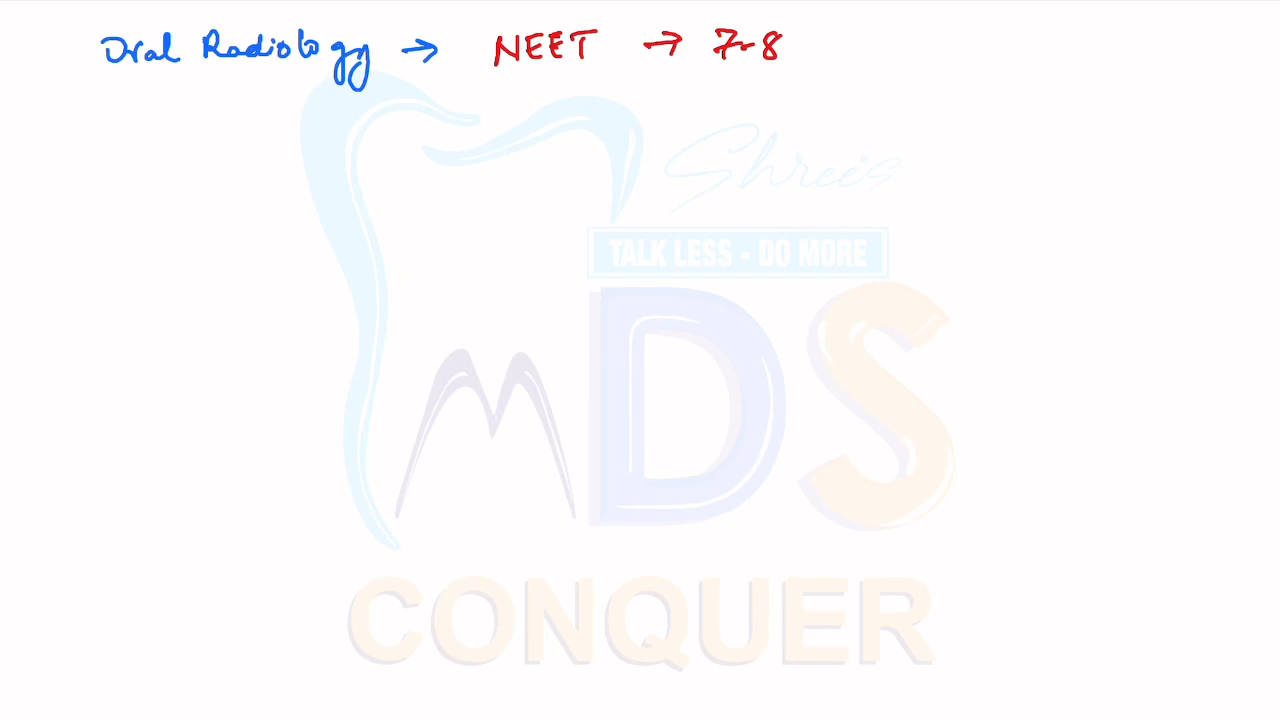 Oral Radiology → NEET → 7-8
Shree's
TALK LESS - DO MORE
MDS
CONQUER